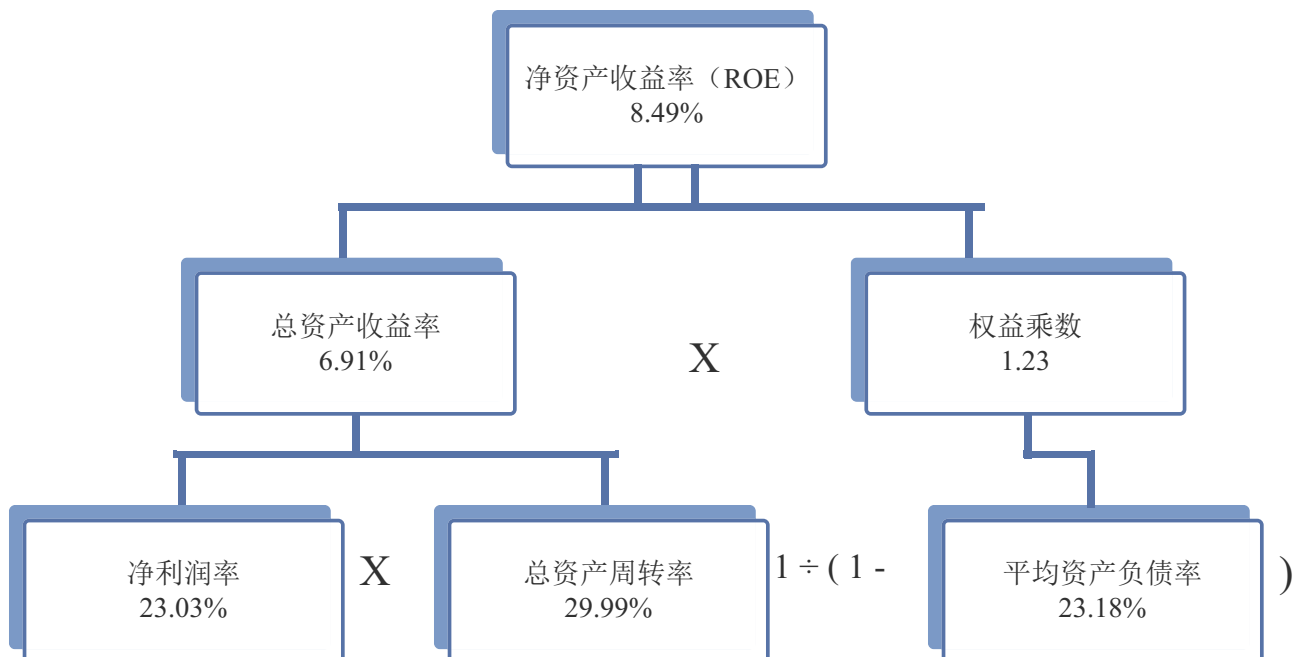 净资产收益率（ROE）
8.49%
总资产收益率
6.91%
X
权益乘数
1.23
净利润率
23.03%
X
总资产周转率
29.99%
1 ÷ ( 1 -
平均资产负债率
23.18%
)